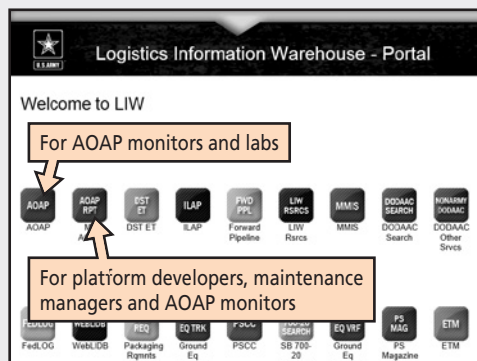 U.S.ARMY
Logistics Information Warehouse - Portal
Welcome to LIW
For AOAP monitors and labs
AOAP
AOAP RPT
DST ET
ILAP
FWD PPL
LIW RSRCS
MMIS
DODAAC SEARCH
NONARMY DODAAC
AOAP
DST ET
ILAP
Forward Pipeline
LIW Rsrcs
MMIS
DODAAC Search
DODAAC Other Srvcs
For platform developers, maintenance
managers and AOAP monitors
REQ
EQ TRK
PSCC
SEARCH
EQ VRF
PS MAG
ETM
FedLOG
WebLIDB
Packaging Rqmnts
Ground Eq
PSCC
SB 700-20
Ground Eq
PS Magazine
ETM